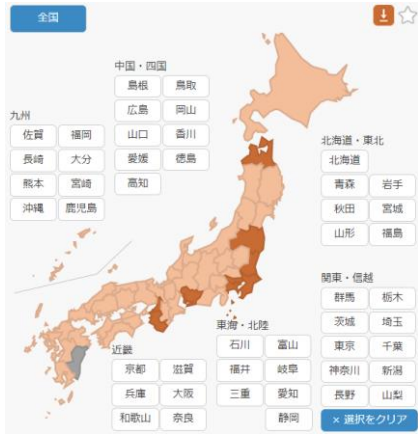 全国
中国・四国
島根 鳥取
広島 岡山
山口 香川
愛媛 徳島
高知
九州
佐賀 福岡
長崎 大分
熊本 宮崎
沖縄 鹿児島
北海道・東北
北海道
青森 岩手
秋田 宮城
山形 福島
関東・信越
群馬 栃木
茨城 埼玉
東京 千葉
神奈川 新潟
長野 山梨
東海・北陸
石川 富山
福井 岐阜
三重 愛知
静岡
近畿
京都 滋賀
兵庫 大阪
和歌山 奈良
× 選択をクリア